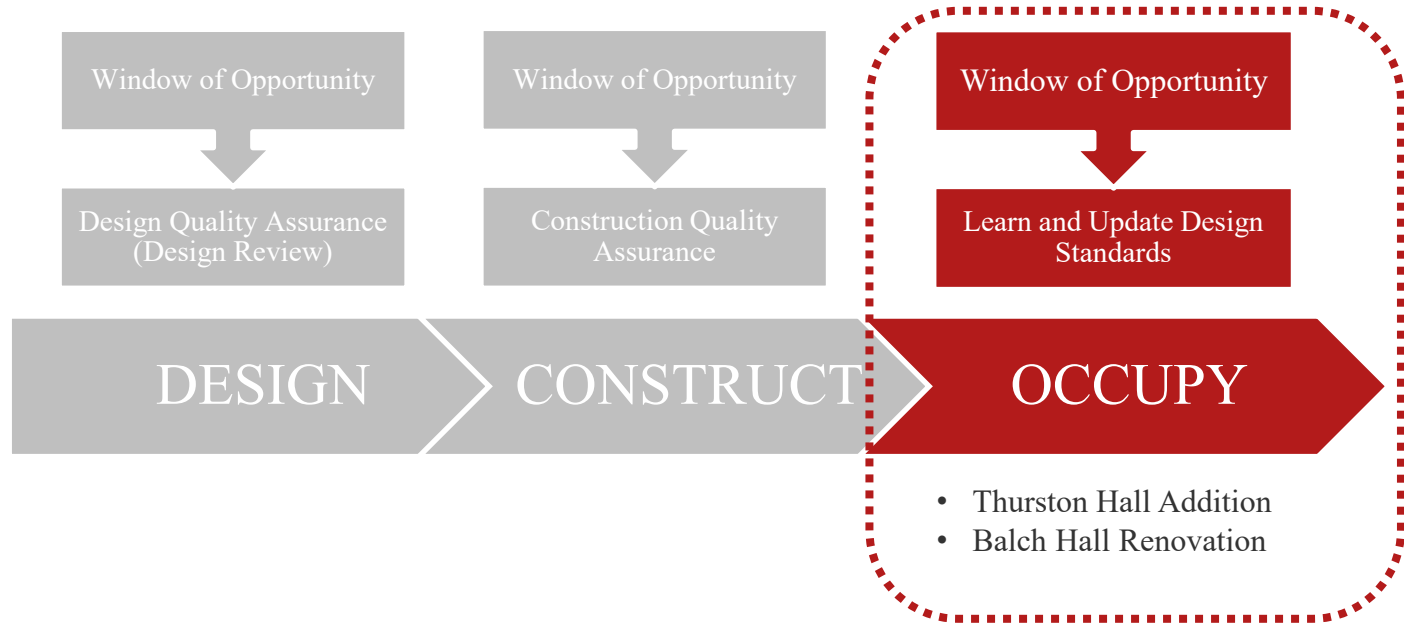 Window of Opportunity
Design Quality Assurance
(Design Review)
Window of Opportunity
Construction Quality
Assurance
Window of Opportunity
Learn and Update Design
Standards
DESIGN
CONSTRUCT
OCCUPY
• Thurston Hall Addition
• Balch Hall Renovation